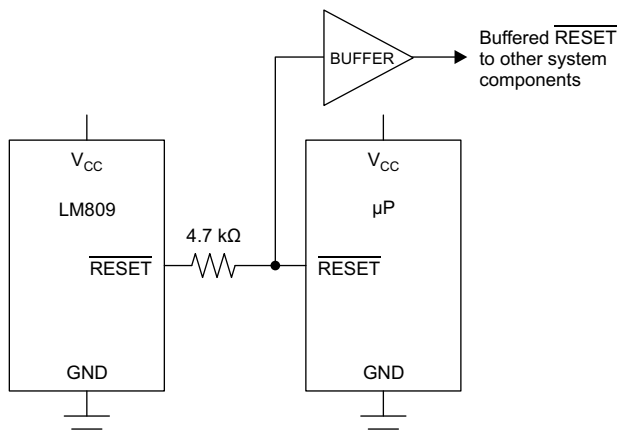 BUFFER
Buffered RESET
to other system
components
VCC
LM809
RESET
GND
4.7 kΩ
VCC
µP
RESET
GND